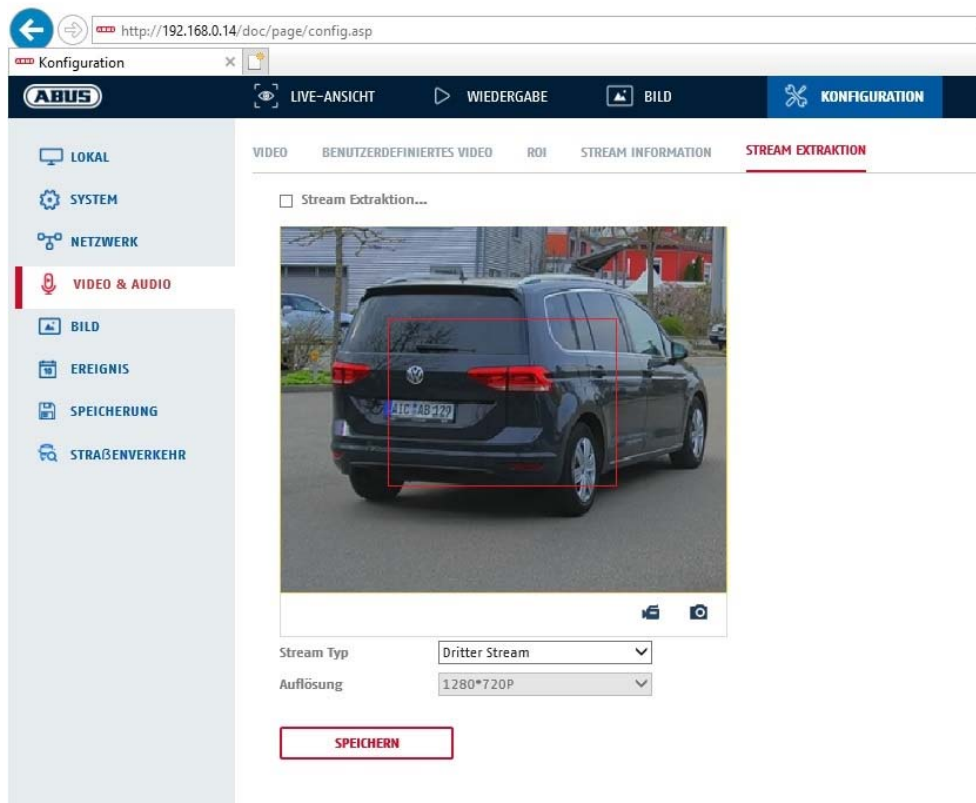 http://192.168.0.14/doc/page/config.asp
Konfiguration
ABUS
LIVE-ANSICHT
WIEDERGABE
BILD
KONFIGURATION
LOKAL
SYSTEM
NETZWERK
VIDEO & AUDIO
BILD
EREIGNIS
SPEICHERUNG
STRAßENVERKEHR
VIDEO
BENUTZERDEFINIERTES VIDEO
ROI
STREAM INFORMATION
STREAM EXTRAKTION
Stream Extraktion...
AIC AB 129
Stream Typ
Dritter Stream
Auflösung
1280*720P
SPEICHERN